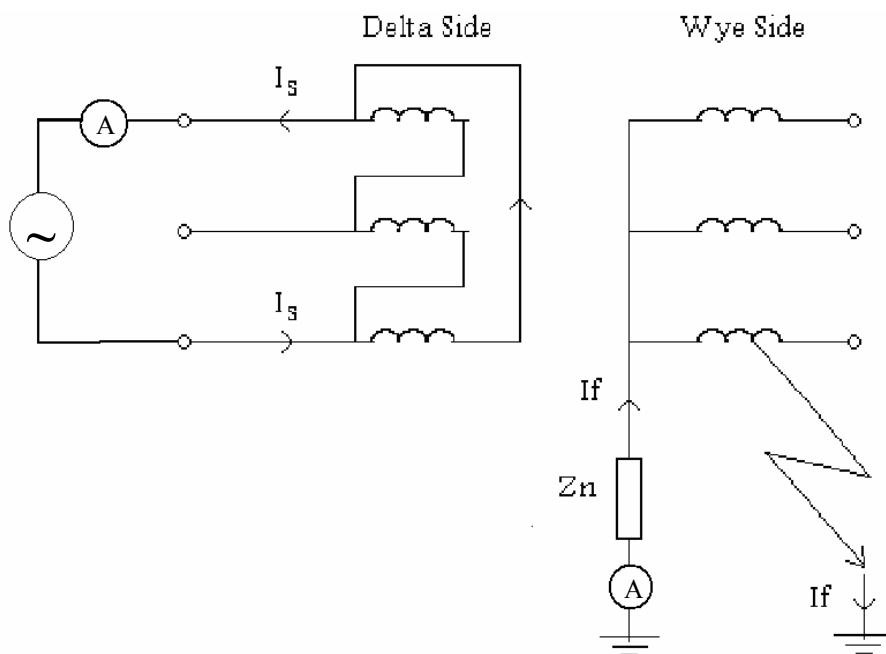 Delta Side
Wye Side
Is
A
~
Is
If
Zn
A
If